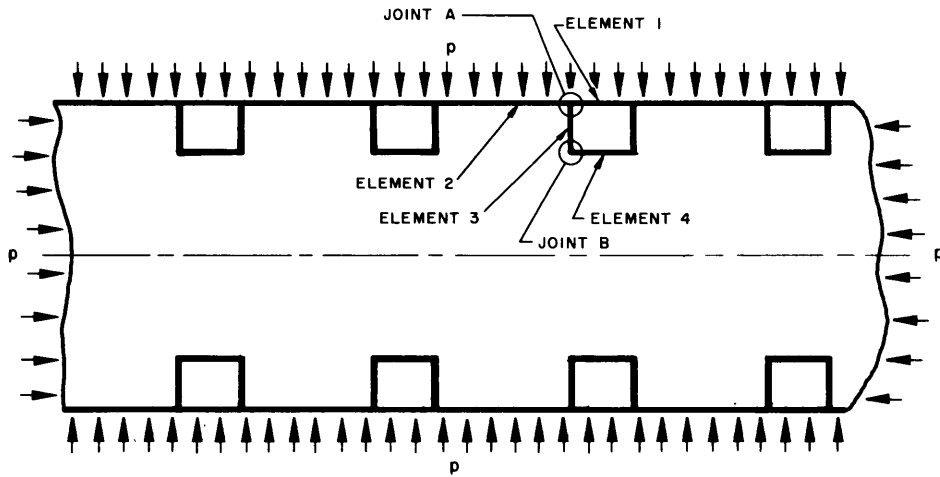 JOINT A
ELEMENT 1
p
ELEMENT 2
ELEMENT 3
ELEMENT 4
JOINT B
p
p
p